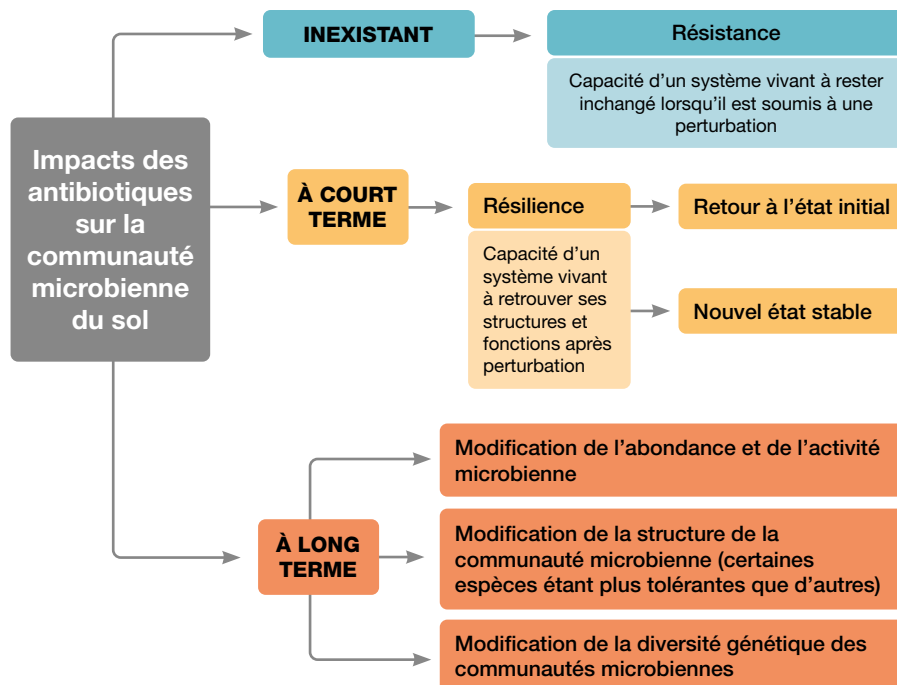 INEXISTANT
Résistance
Capacité d'un système vivant à rester
inchangé lorsqu'il est soumis à une
perturbation
Impacts des
antibiotiques
sur la
communauté
microbienne
du sol
À COURT
TERME
Résilience
Retour à l'état initial
Capacité d'un
système vivant
à retrouver ses
structures et
fonctions après
perturbation
Nouvel état stable
À LONG
TERME
Modification de l'abondance et de l'activité
microbienne
Modification de la structure de la
communauté microbienne (certaines
espèces étant plus tolérantes que d'autres)
Modification de la diversité génétique des
communautés microbiennes